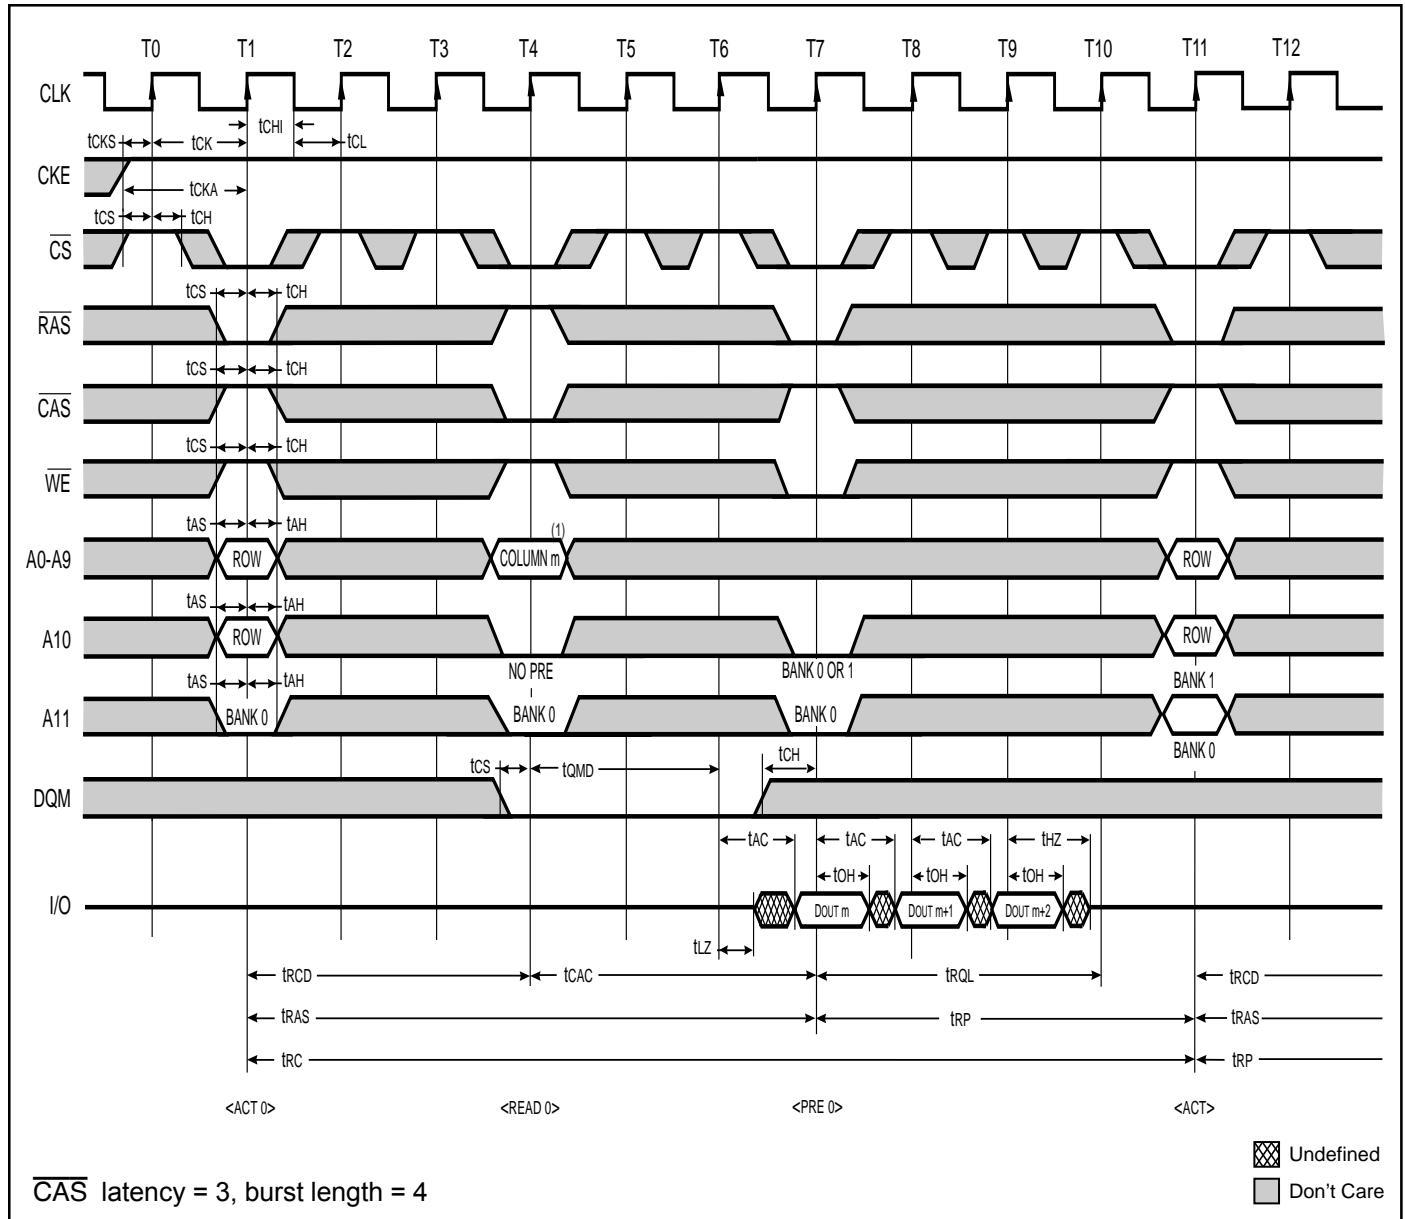 T0 T1 T2 T3 T4 T5 T6 T7 T8 T9 T10 T11 T12
CLK
tCHI
tCKS tCK tCL
CKE
tCKA
tCS tCH
CS
tCS tCH
RAS
tCS tCH
CAS
tCS tCH
WE
tAS tAH (1)
A0-A9 ROW COLUMN m ROW
tAS tAH
A10 ROW ROW
NO PRE BANK 0 OR 1 BANK 1
tAS tAH
A11 BANK 0 BANK 0 BANK 0
BANK 0
tCS tQMD tCH
DQM
tAC tAC tAC tHZ
tOH tOH tOH
I/O DOUT m DOUT m+1 DOUT m+2
tLZ
tRCD tCAC tRQL tRCD
tRAS tRP tRAS
tRC tRP
<ACT 0> <READ 0> <PRE 0> <ACT>
Undefined
CAS latency = 3, burst length = 4
Don't Care